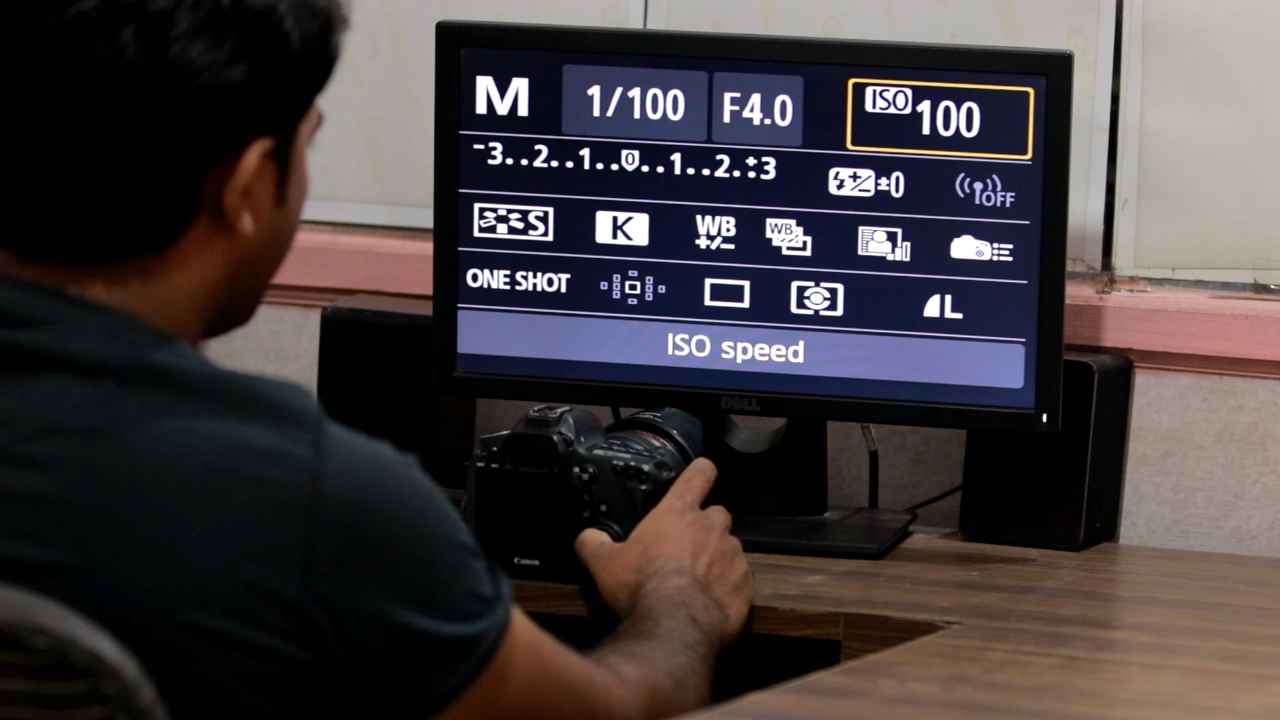 M 1/100 F4.0 ISO 100
-3..2..1..0..1..2.:+3 ±0 OFF
S K WB +/- WB
ONE SHOT L
ISO speed
DELL
Canon